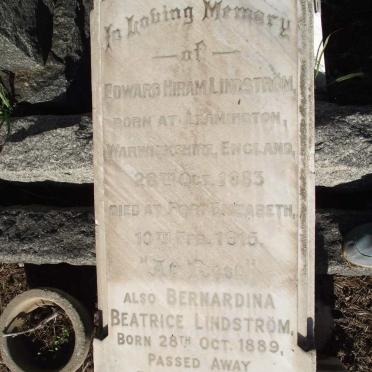 In Loving Memory
of
EDWARD HIRAM LINDSTRÖM,
BORN AT LEAMINGTON,
WARWICKSHIRE, ENGLAND,
26TH OCT. 1883
DIED AT PORT ELIZABETH,
10TH FEB. 1915.
"At Rest"
ALSO BERNARDINA
BEATRICE LINDSTRÖM,
BORN 28TH OCT. 1889,
PASSED AWAY